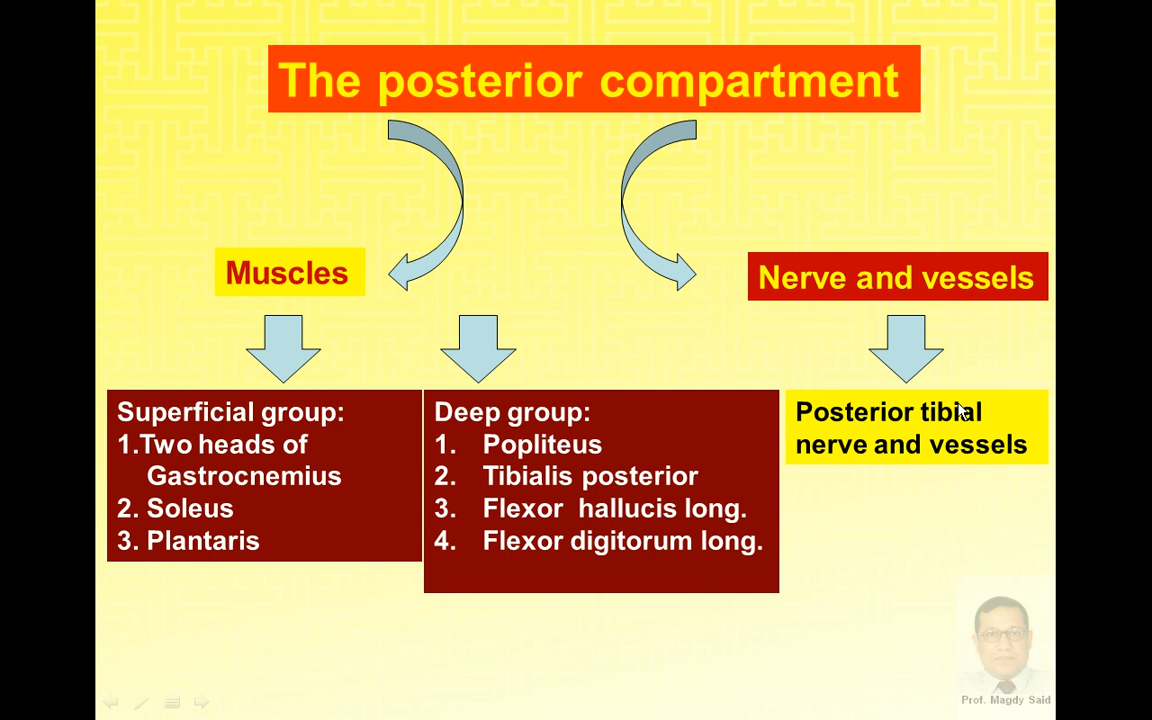 The posterior compartment
Muscles
Nerve and vessels
Superficial group:
1.Two heads of
Gastrocnemius
2. Soleus
3. Plantaris
Deep group:
1. Popliteus
2. Tibialis posterior
3. Flexor hallucis long.
4. Flexor digitorum long.
Posterior tibial
nerve and vessels
Prof. Magdy Said